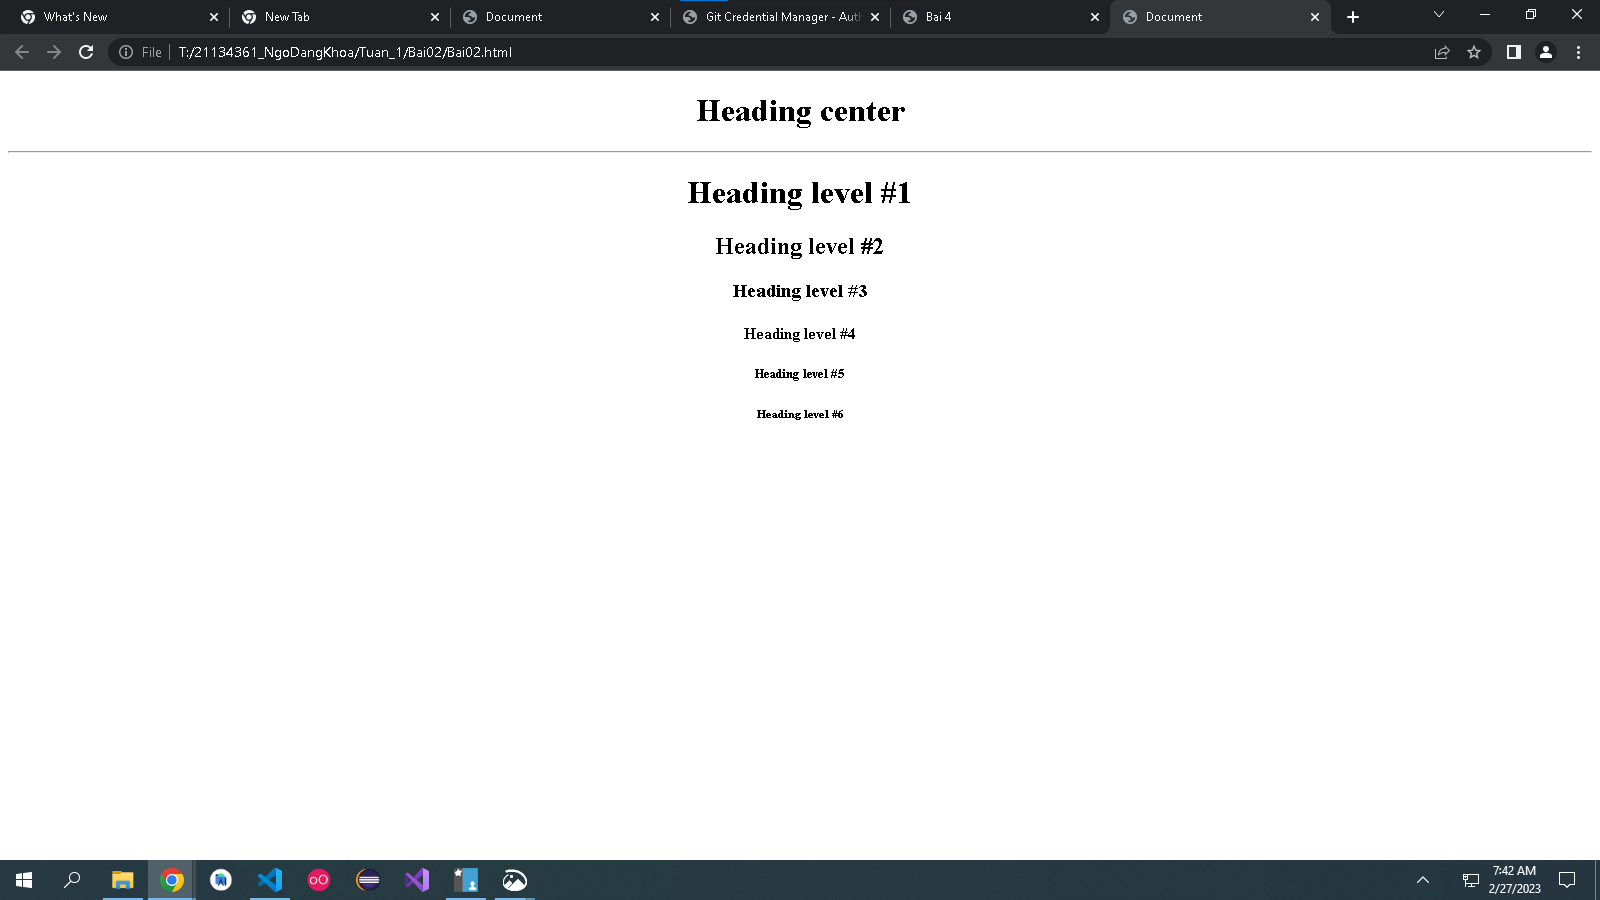 What's New
New Tab
Document
Git Credential Manager - Aut
Bai 4
Document
File
T:/21134361_NgoDangKhoa/Tuan_1/Bai02/Bai02.html
Heading center
Heading level #1
Heading level #2
Heading level #3
Heading level #4
Heading level #5
Heading level #6
7:42 AM
2/27/2023